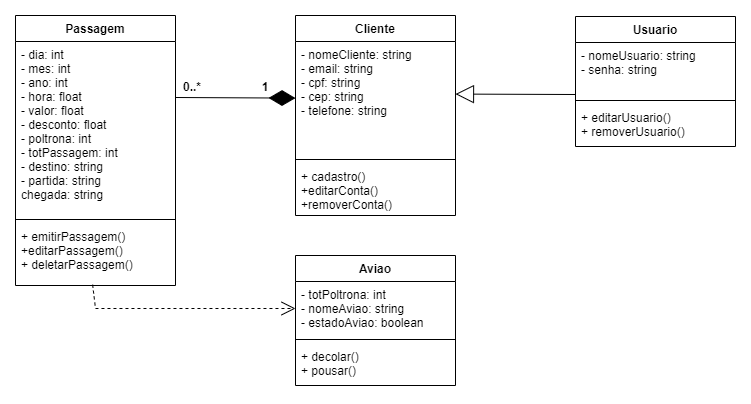 Passagem
- dia: int
- mes: int
- ano: int
- hora: float
- valor: float
- desconto: float
- poltrona: int
- totPassagem: int
- destino: string
- partida: string
chegada: string
+ emitirPassagem()
+editarPassagem()
+ deletarPassagem()
0..*
1
Cliente
- nomeCliente: string
- email: string
- cpf: string
- cep: string
- telefone: string
+ cadastro()
+editarConta()
+removerConta()
Usuario
- nomeUsuario: string
- senha: string
+ editarUsuario()
+ removerUsuario()
Aviao
- totPoltrona: int
- nomeAviao: string
- estadoAviao: boolean
+ decolar()
+ pousar()